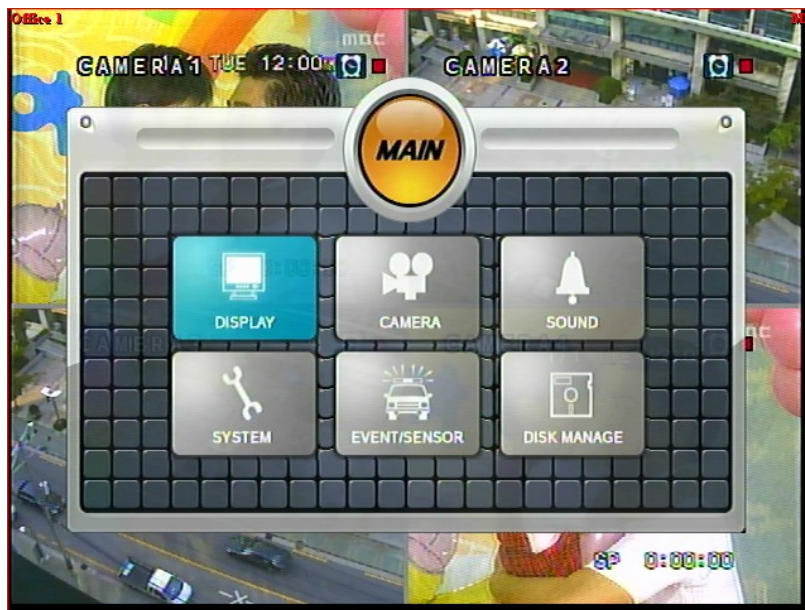 Office 1
CAMERA1 TUE 12:00
mbc
CAMERA2
MAIN
DISPLAY
CAMERA
SOUND
SYSTEM
EVENT/SENSOR
DISK MANAGE
SP 0:00:00